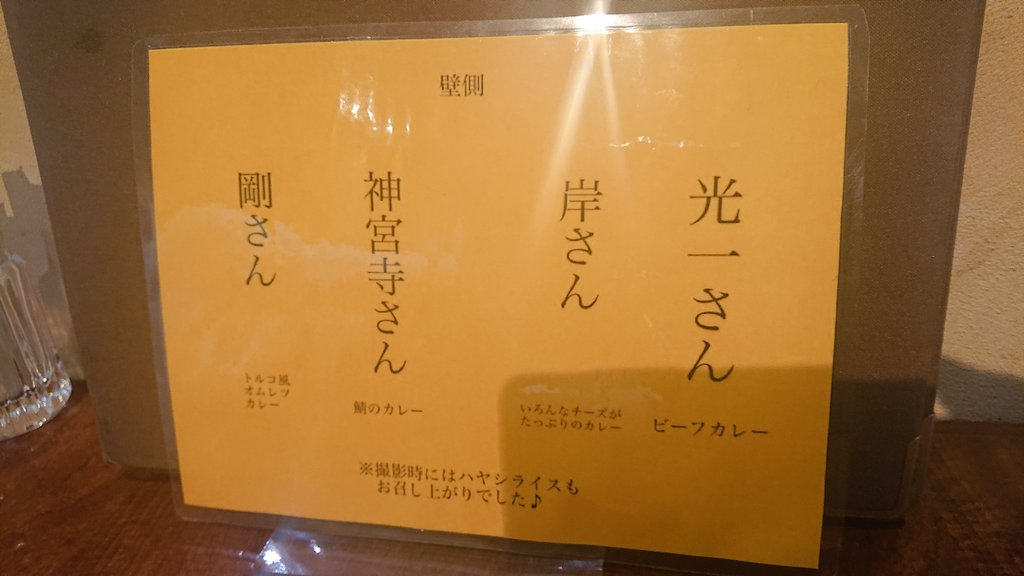 壁側
光一さん
ビーフカレー
岸さん
いろんなチーズが
たっぷりのカレー
神宮寺さん
鯖のカレー
剛さん
トルコ風
オムレツ
カレー
※撮影時にはハヤシライスも
お召し上がりでした♪